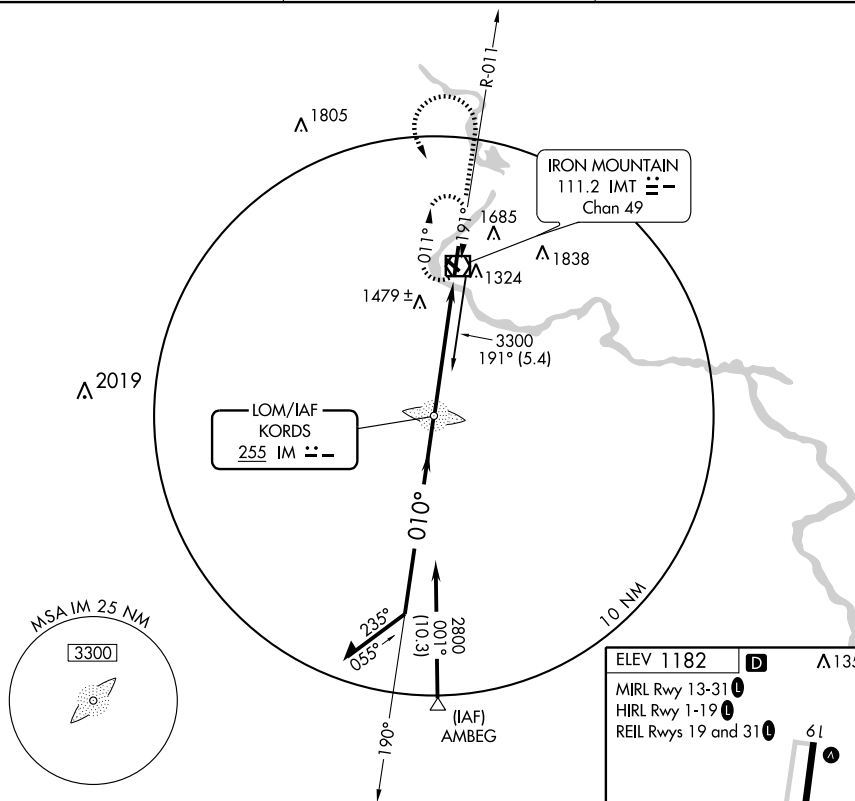 R-011
1805
IRON MOUNTAIN
111.2 IMT
Chan 49
1685
191°
011°
1838
1324
1479 ±
3300
191° (5.4)
2019
LOM/IAF
KORDS
255 IM
010°
MSA IM 25 NM
3300
235°
055°
2800
001°
(10.3)
10 NM
190°
(IAF)
AMBEG
ELEV 1182
D
135
MIRL Rwy 13-31 L
HIRL Rwy 1-19 L
REIL Rwys 19 and 31 L
19
A